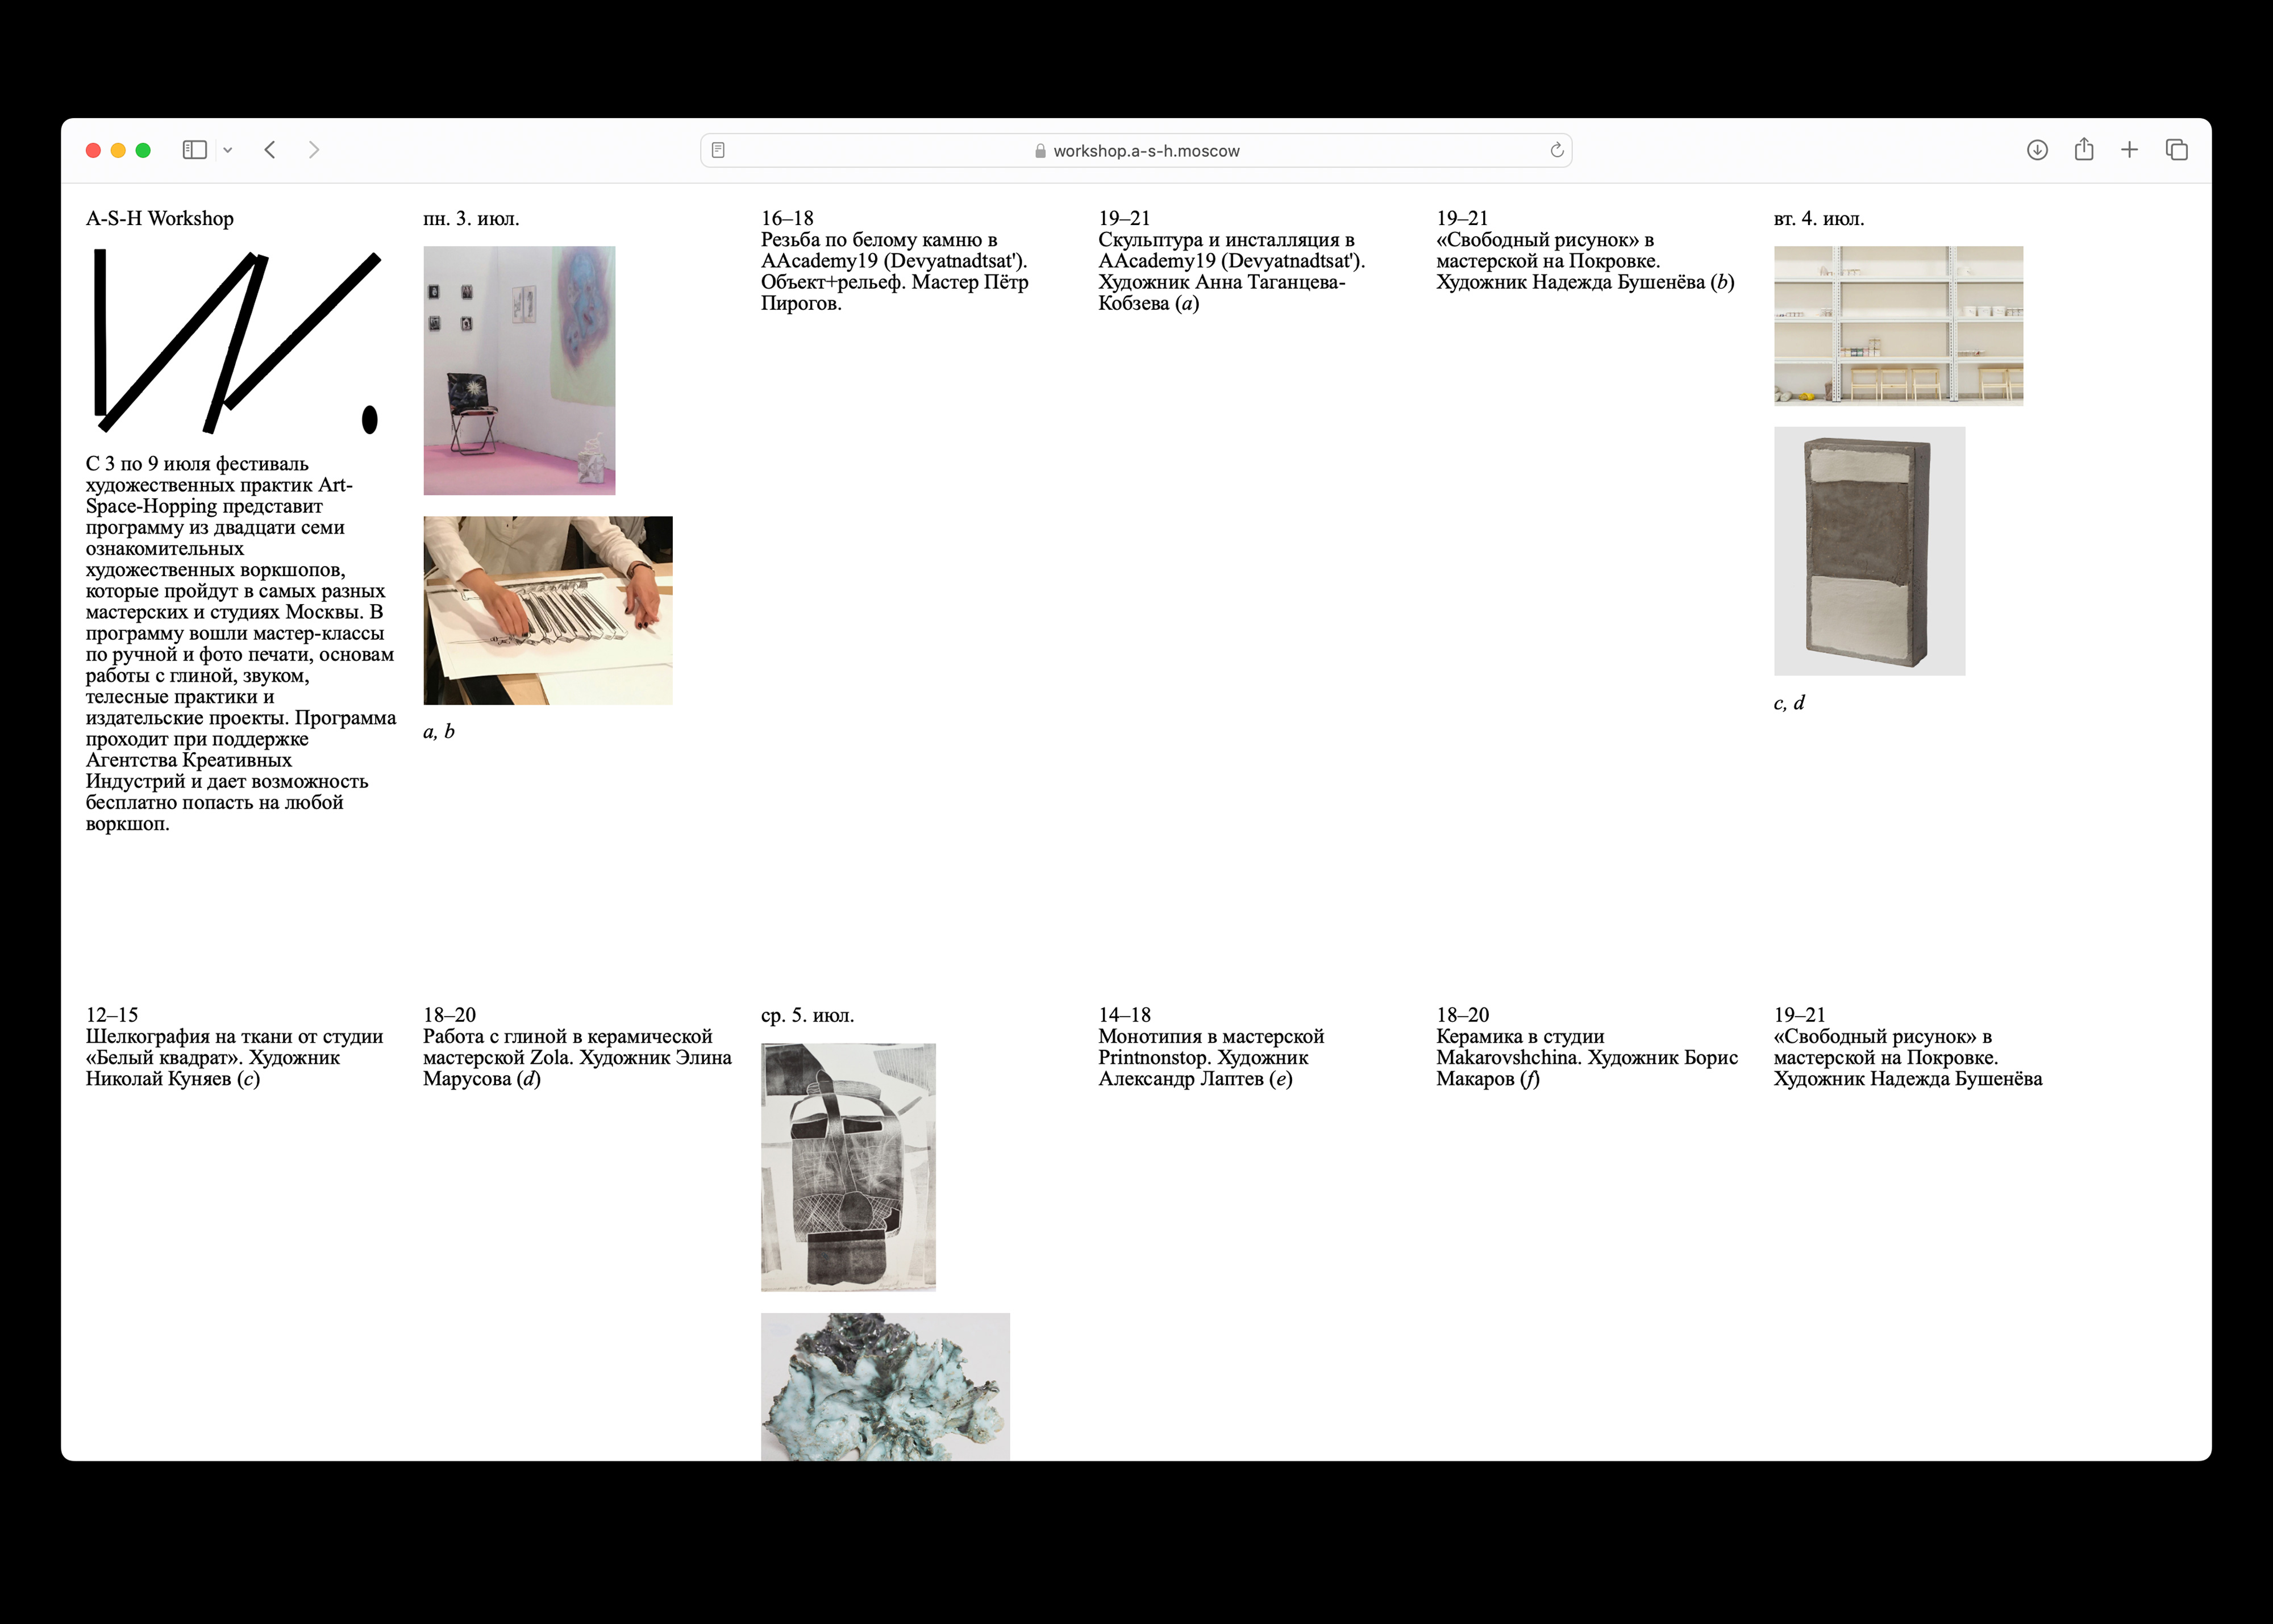 workshop.a-s-h.moscow
A-S-H Workshop
W.
С 3 по 9 июля фестиваль
художественных практик Art-
Space-Hopping представит
программу из двадцати семи
ознакомительных
художественных воркшопов,
которые пройдут в самых разных
мастерских и студиях Москвы. В
программу вошли мастер-классы
по ручной и фото печати, основам
работы с глиной, звуком,
телесные практики и
издательские проекты. Программа
проходит при поддержке
Агентства Креативных
Индустрий и дает возможность
бесплатно попасть на любой
воркшоп.
пн. 3. июл.
a, b
16–18
Резьба по белому камню в
AAcademy19 (Devyatnadtsat').
Объект+рельеф. Мастер Пётр
Пирогов.
19–21
Скульптура и инсталляция в
AAcademy19 (Devyatnadtsat').
Художник Анна Таганцева-
Кобзева (a)
19–21
«Свободный рисунок» в
мастерской на Покровке.
Художник Надежда Бушенёва (b)
вт. 4. июл.
c, d
12–15
Шелкография на ткани от студии
«Белый квадрат». Художник
Николай Куняев (c)
18–20
Работа с глиной в керамической
мастерской Zola. Художник Элина
Марусова (d)
ср. 5. июл.
14–18
Монотипия в мастерской
Printnonstop. Художник
Александр Лаптев (e)
18–20
Керамика в студии
Makarovshchina. Художник Борис
Макаров (f)
19–21
«Свободный рисунок» в
мастерской на Покровке.
Художник Надежда Бушенёва